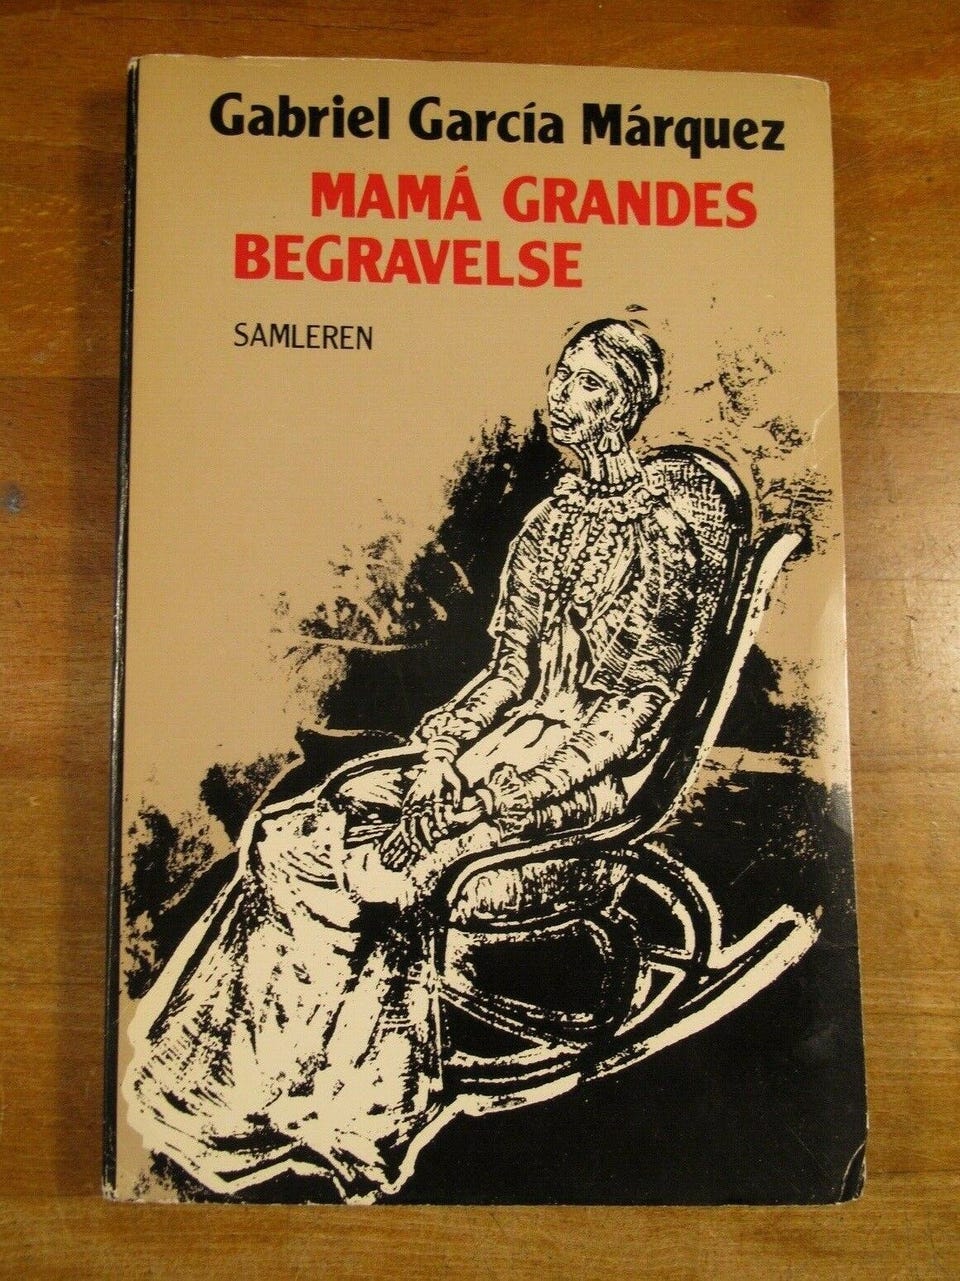 Gabriel García Márquez
MAMÁ GRANDES
BEGRAVELSE
SAMLEREN